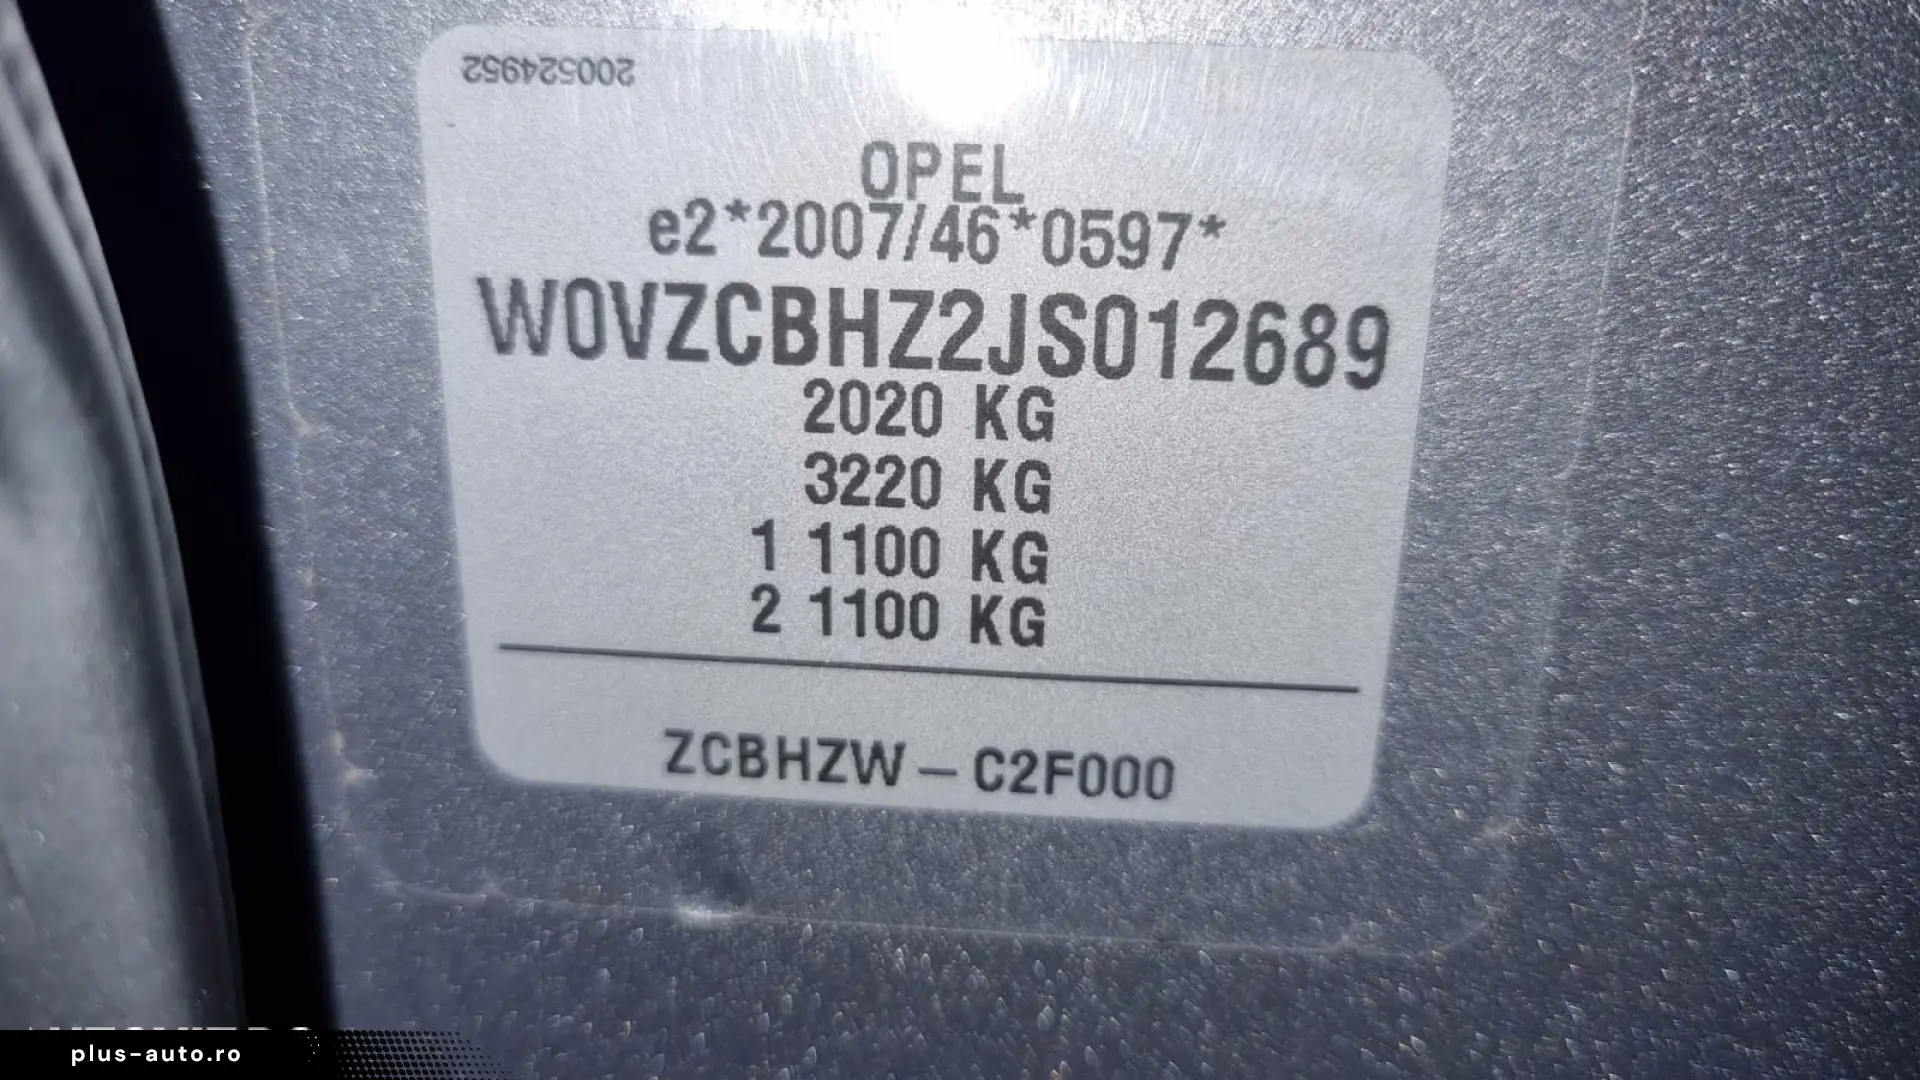 200524952
OPEL
e2*2007/46*0597*
W0VZCBHZ2JS012689
2020 KG
3220 KG
1 1100 KG
2 1100 KG
ZCBHZW – C2F000
plus-auto.ro